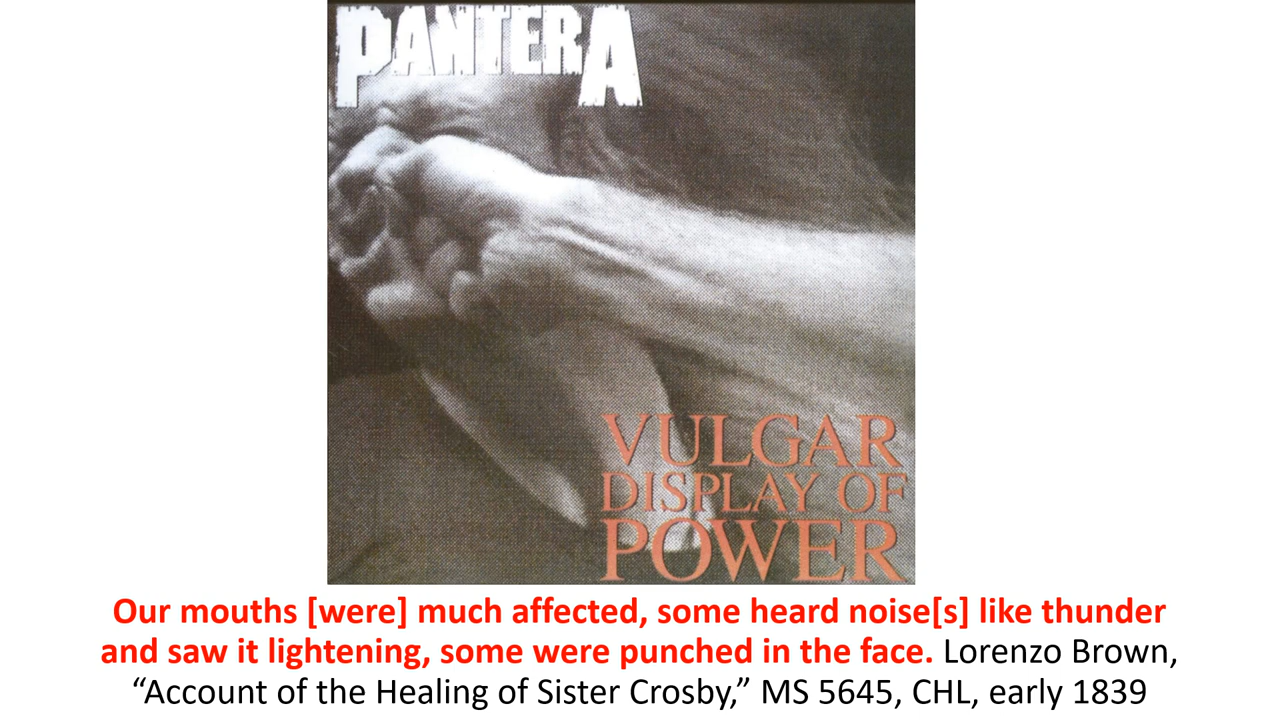 PANTERA
VULGAR
DISPLAY OF
POWER
Our mouths [were] much affected, some heard noise[s] like thunder
and saw it lightening, some were punched in the face. Lorenzo Brown,
“Account of the Healing of Sister Crosby,” MS 5645, CHL, early 1839